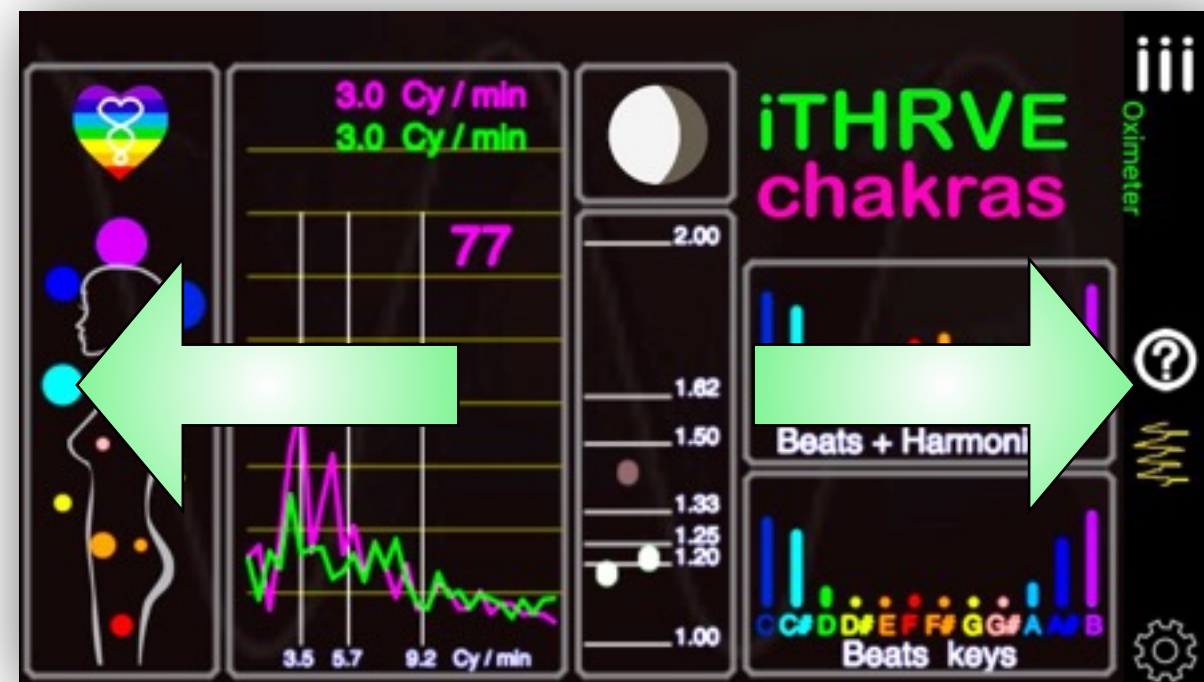 3.0 Cy / min
3.0 Cy / min
77
3.5 5.7 9.2 Cy / min
2.00
1.62
1.50
1.33
1.25
1.20
1.00
iTHRVE
chakras
Beats + Harmoni
C C# D D# E F F# G G# A A# B
Beats keys
iii
Oximeter
?